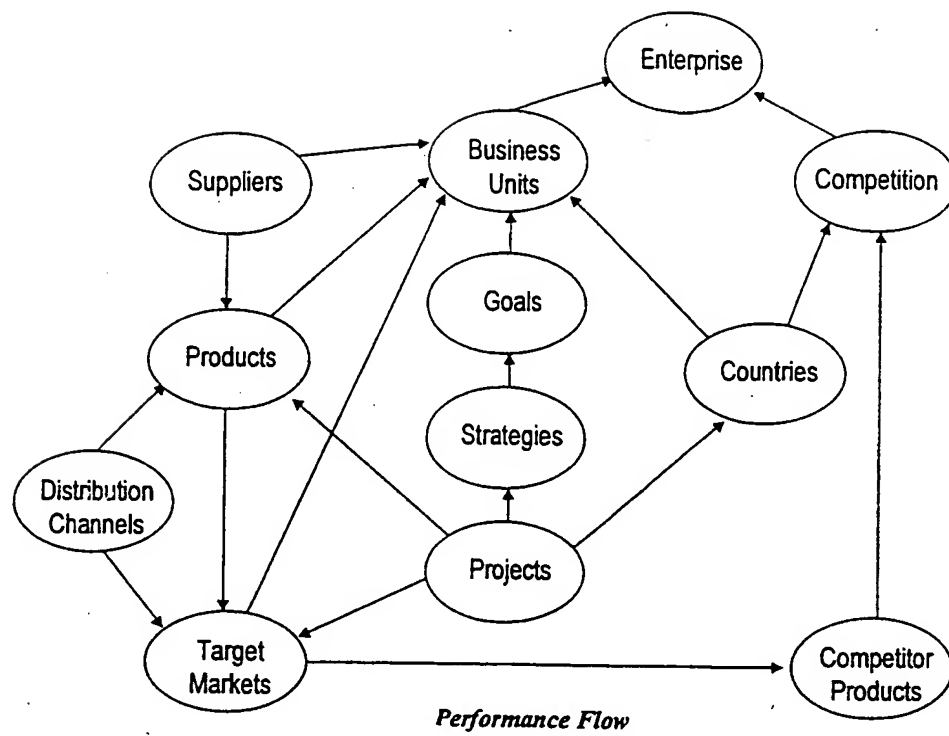 Enterprise
Business
Units
Suppliers
Competition
Goals
Products
Countries
Strategies
Distribution
Channels
Projects
Target
Markets
Competitor
Products
Performance Flow